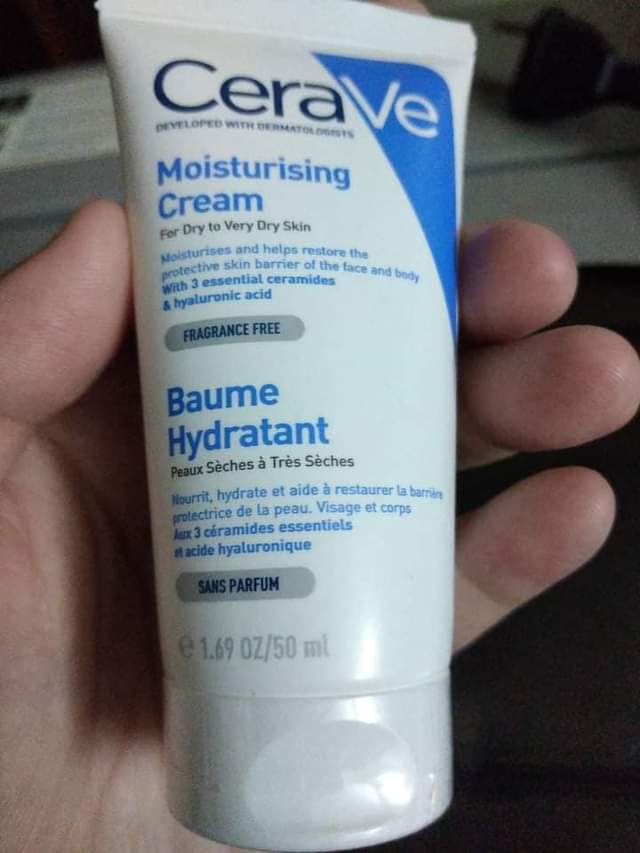 CeraVe
DEVELOPED WITH DERMATOLOGISTS
Moisturising
Cream
For Dry to Very Dry Skin
Moisturises and helps restore the
protective skin barrier of the face and body
With 3 essential ceramides
& hyaluronic acid
FRAGRANCE FREE
Baume
Hydratant
Peaux Sèches à Très Sèches
Nourrit, hydrate et aide à restaurer la barrière
protectrice de la peau. Visage et corps
Aux 3 céramides essentiels
et acide hyaluronique
SANS PARFUM
℮ 1.69 OZ/50 ml